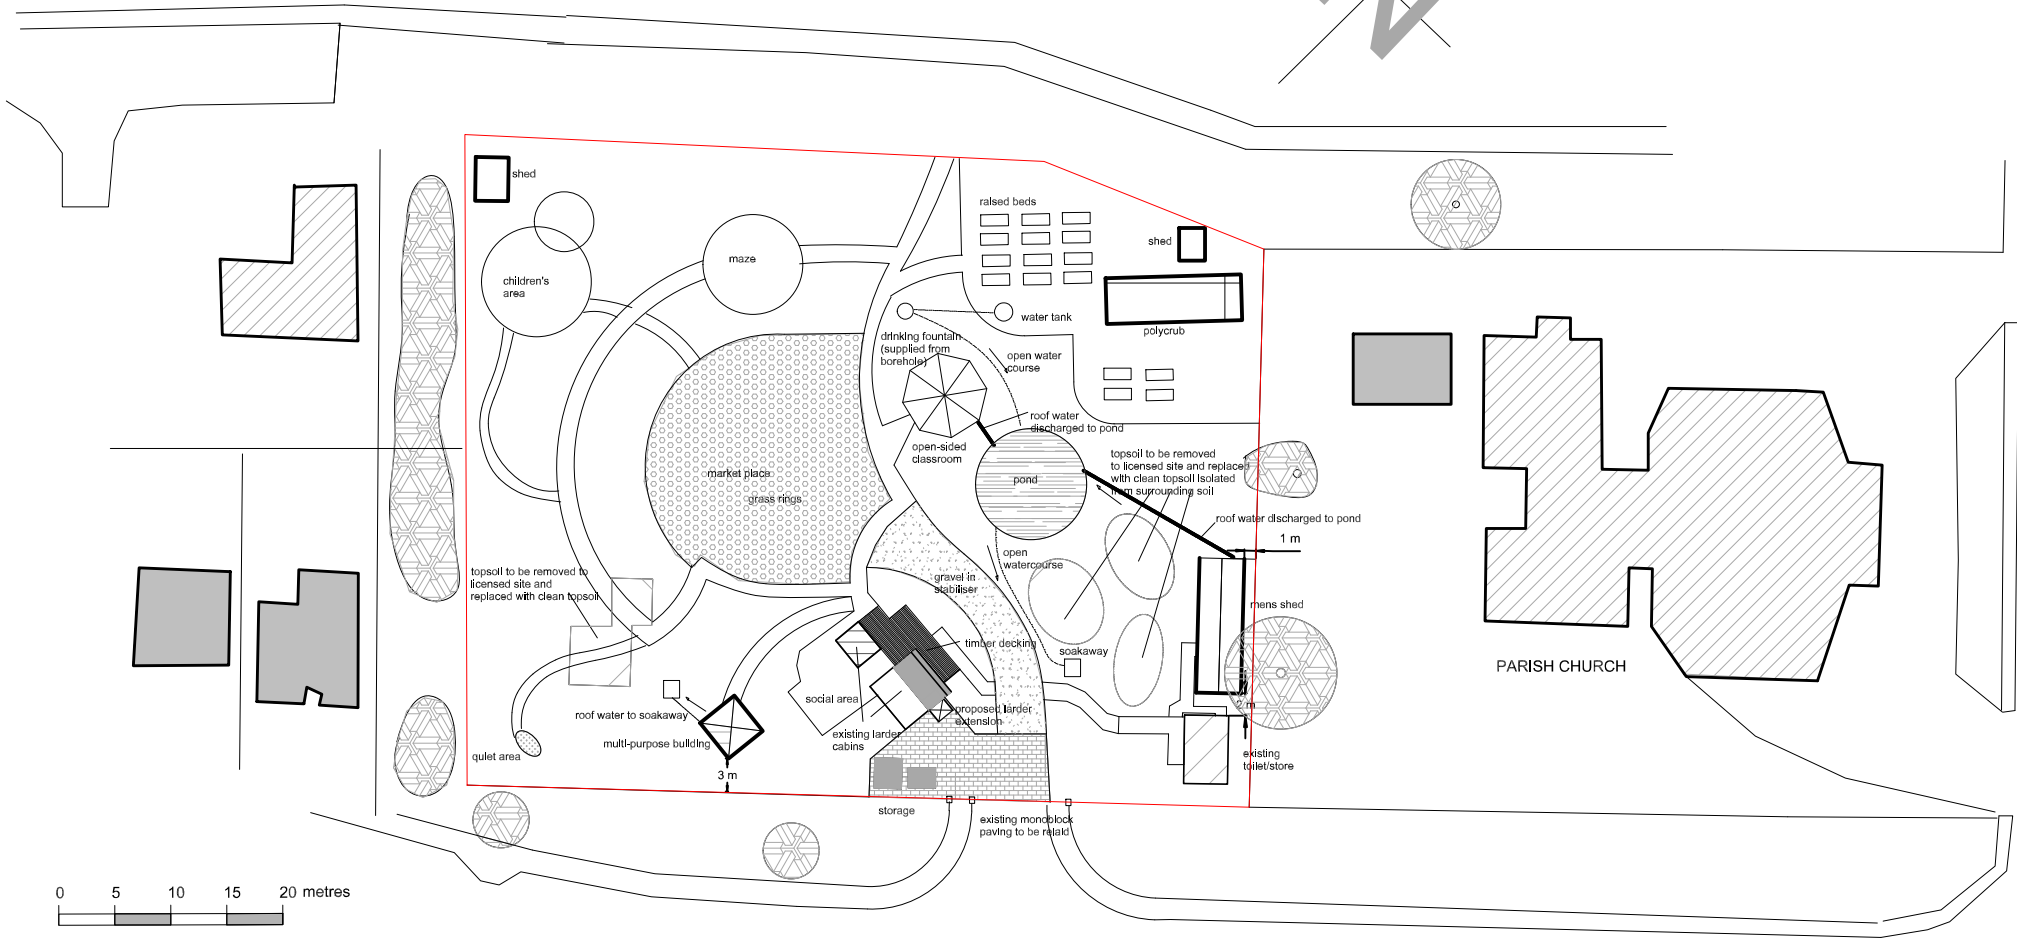 N
shed
raised beds
shed
maze
children's
area
water tank
polycrub
drinking fountain
(supplied from
borehole)
open water
course
roof water
discharged to pond
open-sided
classroom
topsoil to be removed
to licensed site and replaced
with clean topsoil isolated
from surrounding soil
market place
grass rings
pond
roof water discharged to pond
1 m
open
watercourse
topsoil to be removed to
licensed site and
replaced with clean topsoil
gravel in
stabiliser
mens shed
timber decking
soakaway
PARISH CHURCH
social area
proposed larder
extension
2 m
roof water to soakaway
existing larder
cabins
multi-purpose building
quiet area
existing
toilet/store
3 m
storage
existing monoblock
paving to be relaid
0 5 10 15 20 metres